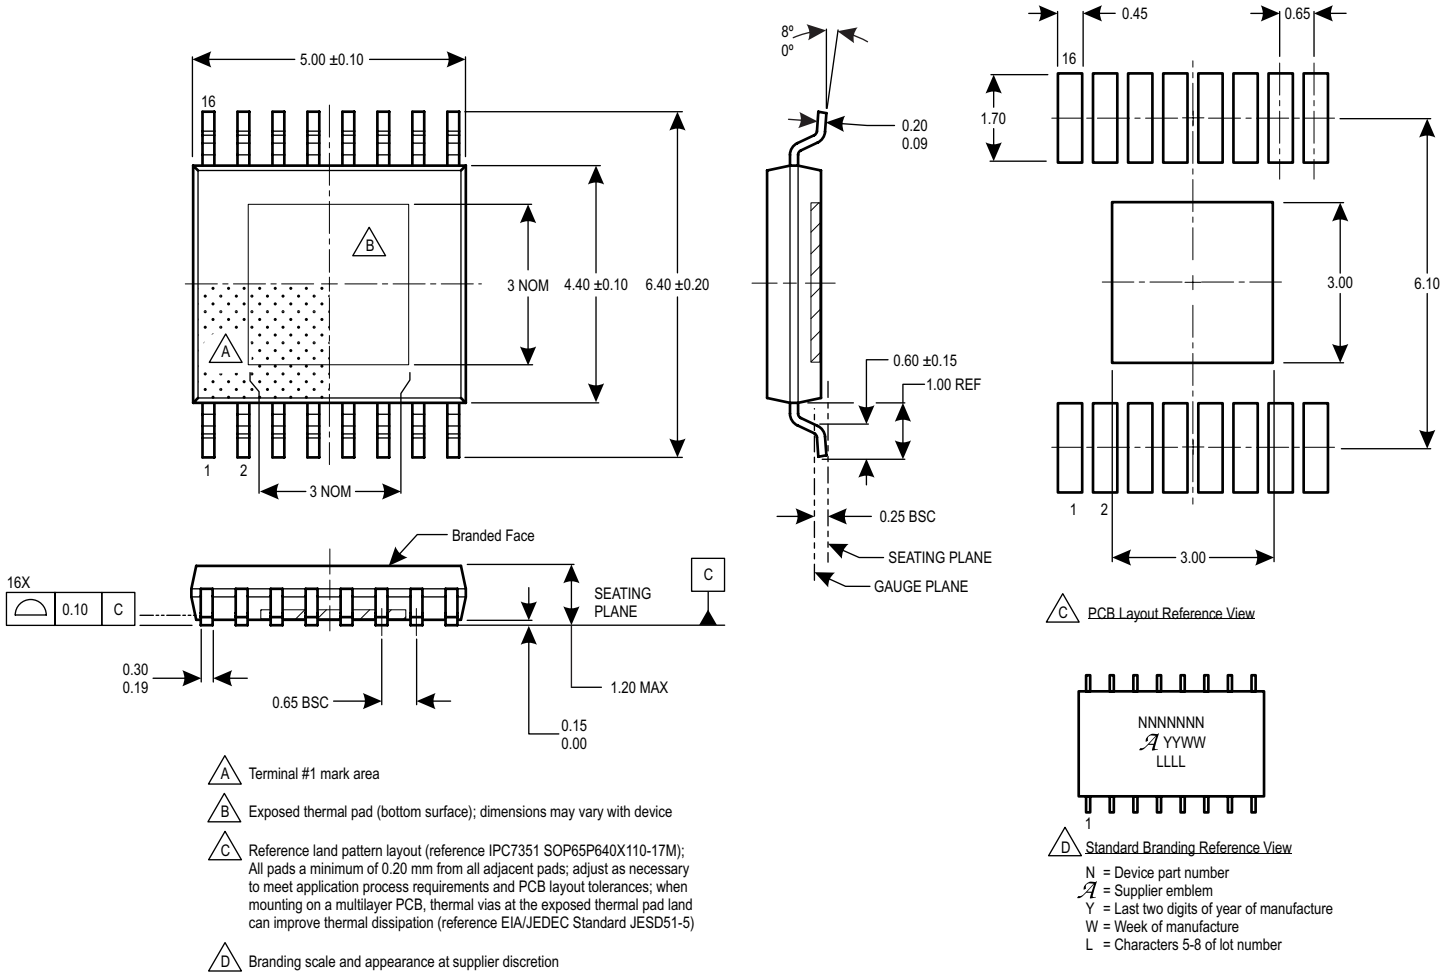 5.00 ±0.10
16
B
A
3 NOM
4.40 ±0.10
6.40 ±0.20
1
2
3 NOM
8º
0º
0.20
0.09
0.60 ±0.15
1.00 REF
0.25 BSC
SEATING PLANE
GAUGE PLANE
0.45
0.65
16
1.70
3.00
6.10
1
2
3.00
C PCB Layout Reference View
Branded Face
16X
0.10 C
SEATING
PLANE
C
0.30
0.19
0.65 BSC
1.20 MAX
0.15
0.00
A Terminal #1 mark area
B Exposed thermal pad (bottom surface); dimensions may vary with device
C Reference land pattern layout (reference IPC7351 SOP65P640X110-17M);
All pads a minimum of 0.20 mm from all adjacent pads; adjust as necessary
to meet application process requirements and PCB layout tolerances; when
mounting on a multilayer PCB, thermal vias at the exposed thermal pad land
can improve thermal dissipation (reference EIA/JEDEC Standard JESD51-5)
D Branding scale and appearance at supplier discretion
NNNNNNN
A YYWW
LLLL
1
D Standard Branding Reference View
N = Device part number
A = Supplier emblem
Y = Last two digits of year of manufacture
W = Week of manufacture
L = Characters 5-8 of lot number